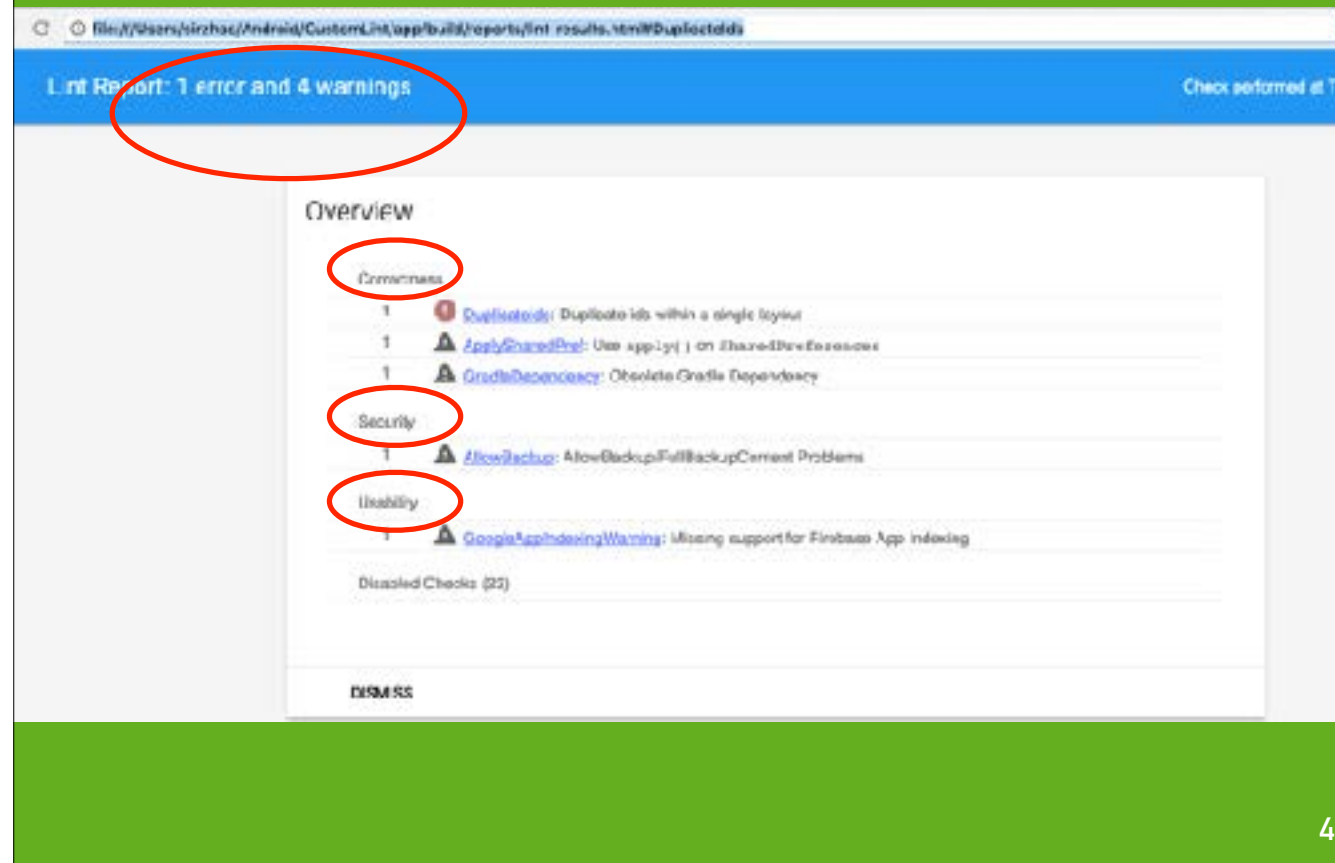 file:///Users/sirzhac/Android/CustomLint/app/build/reports/lint-results.html#DuplicateIds
Lint Report: 1 error and 4 warnings
Check performed at T
Overview
Correctness
1 DuplicateIds: Duplicate ids within a single layout
1 ApplySharedPref: Use apply() on SharedPreferences
1 GradleDependency: Obsolete Gradle Dependency
Security
1 AllowBackup: AllowBackup/FullBackupContent Problems
Usability
1 GoogleAppIndexingWarning: Missing support for Firebase App Indexing
Disabled Checks (22)
DISMISS
4